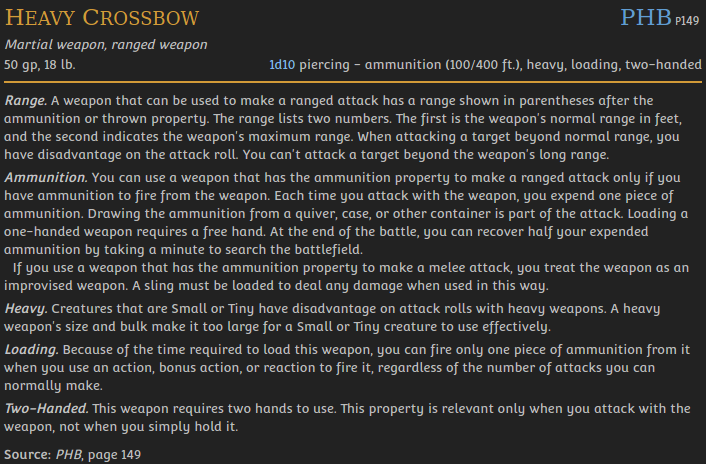 Heavy Crossbow PHB P149
Martial weapon, ranged weapon
50 gp, 18 lb. 1d10 piercing - ammunition (100/400 ft.), heavy, loading, two-handed
Range. A weapon that can be used to make a ranged attack has a range shown in parentheses after the
ammunition or thrown property. The range lists two numbers. The first is the weapon's normal range in feet,
and the second indicates the weapon's maximum range. When attacking a target beyond normal range, you
have disadvantage on the attack roll. You can't attack a target beyond the weapon's long range.
Ammunition. You can use a weapon that has the ammunition property to make a ranged attack only if you
have ammunition to fire from the weapon. Each time you attack with the weapon, you expend one piece of
ammunition. Drawing the ammunition from a quiver, case, or other container is part of the attack. Loading a
one-handed weapon requires a free hand. At the end of the battle, you can recover half your expended
ammunition by taking a minute to search the battlefield.
If you use a weapon that has the ammunition property to make a melee attack, you treat the weapon as an
improvised weapon. A sling must be loaded to deal any damage when used in this way.
Heavy. Creatures that are Small or Tiny have disadvantage on attack rolls with heavy weapons. A heavy
weapon's size and bulk make it too large for a Small or Tiny creature to use effectively.
Loading. Because of the time required to load this weapon, you can fire only one piece of ammunition from it
when you use an action, bonus action, or reaction to fire it, regardless of the number of attacks you can
normally make.
Two-Handed. This weapon requires two hands to use. This property is relevant only when you attack with the
weapon, not when you simply hold it.
Source: PHB, page 149